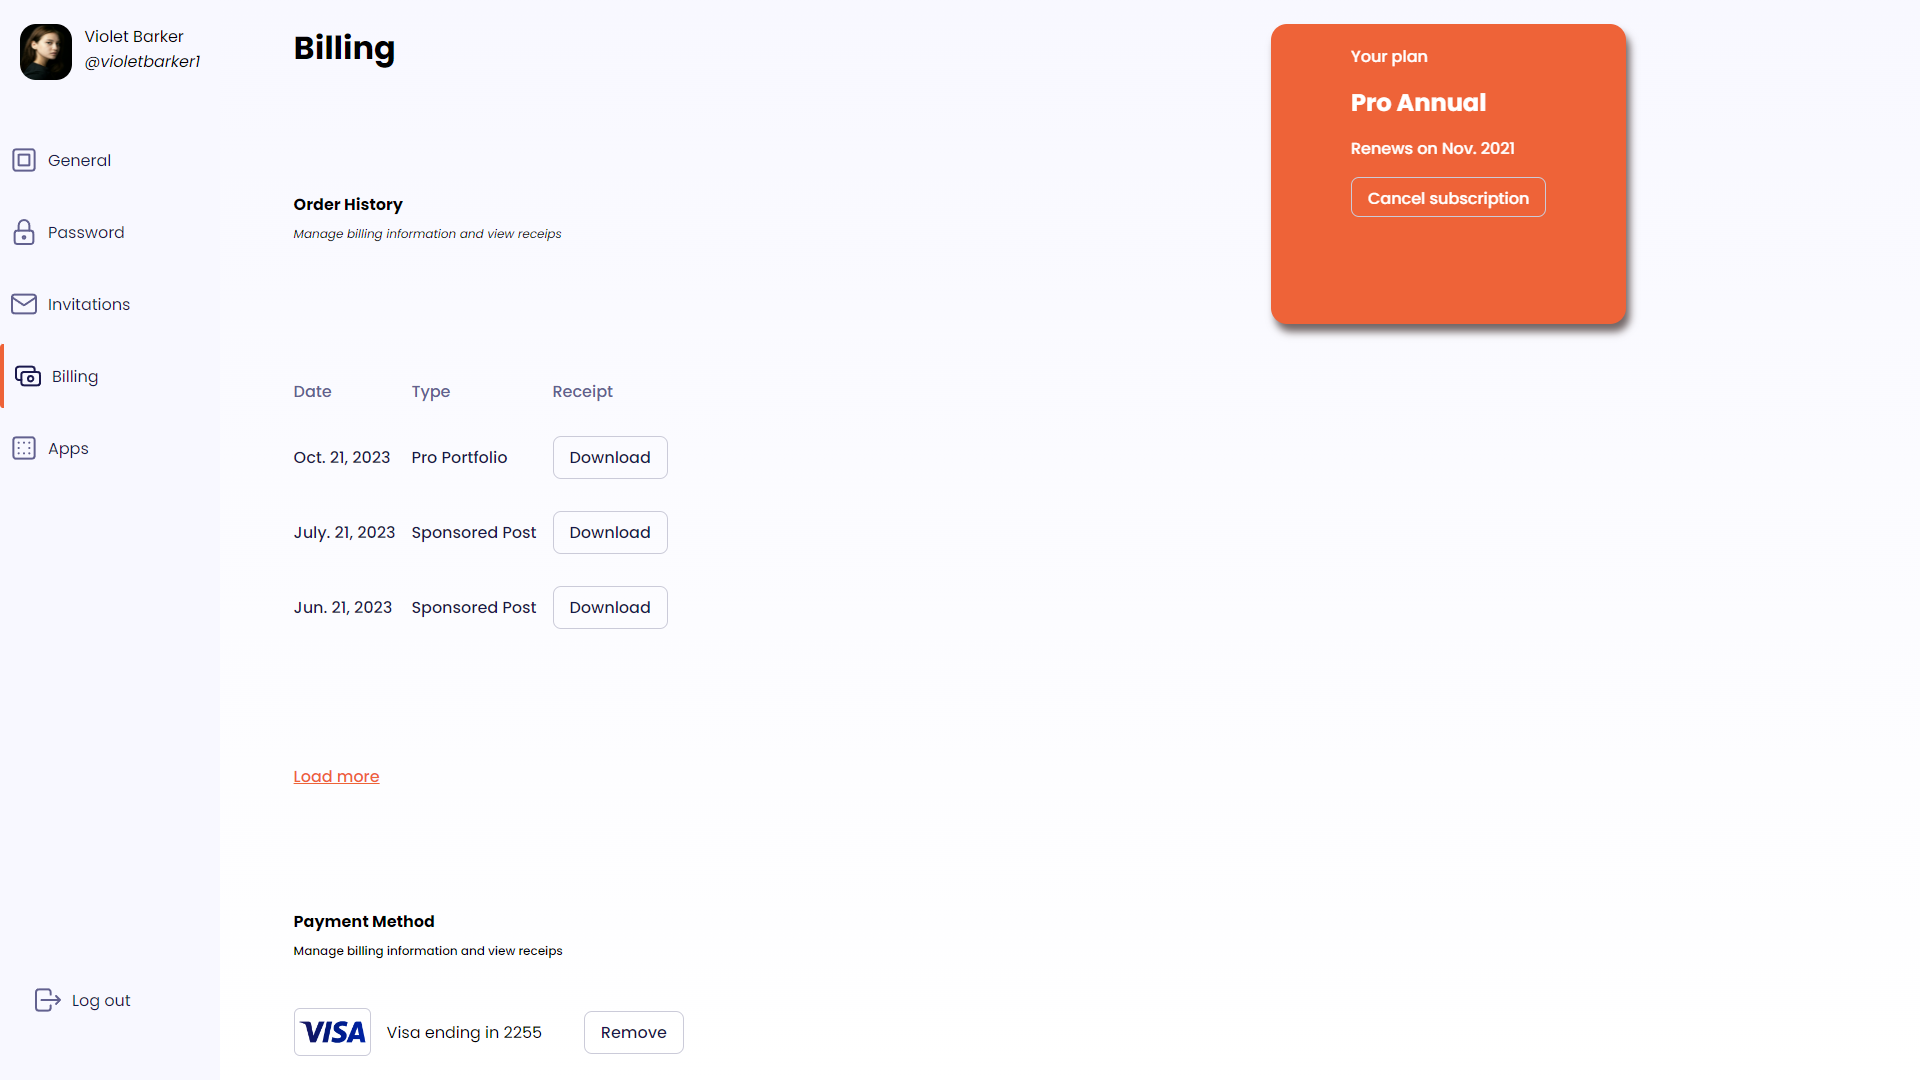 Violet Barker
@violetbarker1
General
Password
Invitations
Billing
Apps
Log out
Billing
Order History
Manage billing information and view receips
Date Type Receipt
Oct. 21, 2023 Pro Portfolio Download
July. 21, 2023 Sponsored Post Download
Jun. 21, 2023 Sponsored Post Download
Load more
Payment Method
Manage billing information and view receips
VISA Visa ending in 2255 Remove
Your plan
Pro Annual
Renews on Nov. 2021
Cancel subscription